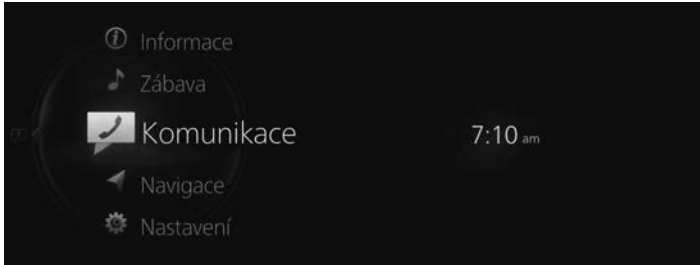 Informace
Zábava
Komunikace
7:10 am
Navigace
Nastavení